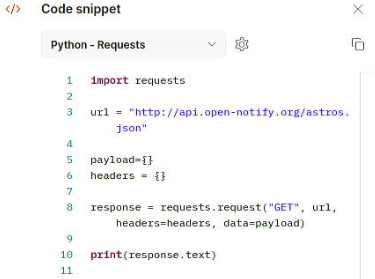 </> Code snippet
Python - Requests
1 import requests
2
3 url = "http://api.open-notify.org/astros.
json"
4
5 payload={}
6 headers = {}
7
8 response = requests.request("GET", url,
headers=headers, data=payload)
9
10 print(response.text)
11